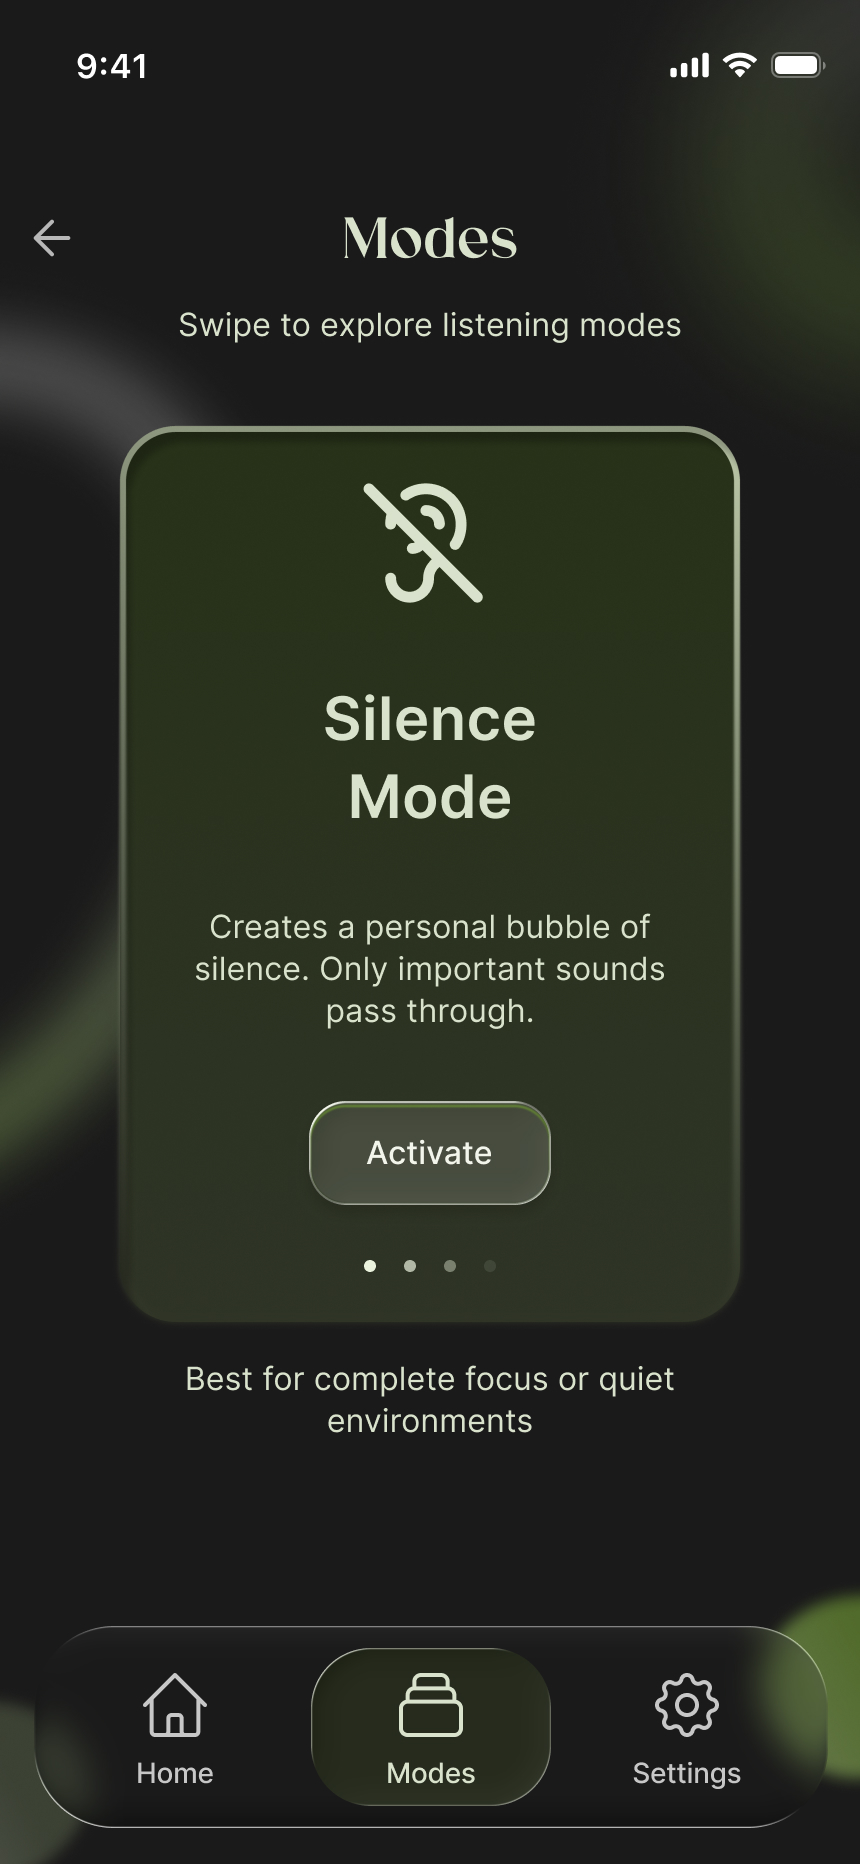 9:41
Modes
Swipe to explore listening modes
Silence
Mode
Creates a personal bubble of
silence. Only important sounds
pass through.
Activate
Best for complete focus or quiet
environments
Home
Modes
Settings